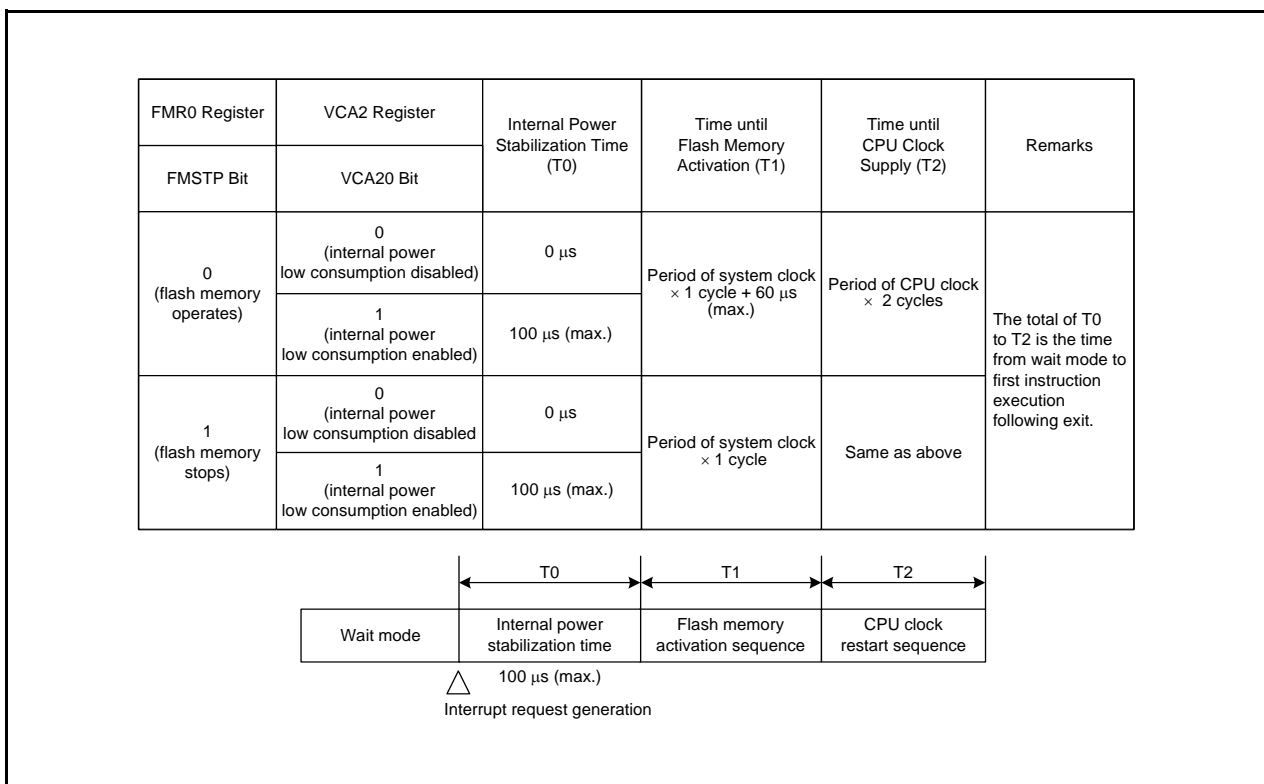 FMR0 Register
VCA2 Register
Internal Power
Stabilization Time
(T0)
Time until
Flash Memory
Activation (T1)
Time until
CPU Clock
Supply (T2)
Remarks
FMSTP Bit
VCA20 Bit
0
(flash memory
operates)
0
(internal power
low consumption disabled)
0 μs
Period of system clock
× 1 cycle + 60 μs
(max.)
Period of CPU clock
× 2 cycles
The total of T0
to T2 is the time
from wait mode to
first instruction
execution
following exit.
1
(internal power
low consumption enabled)
100 μs (max.)
1
(flash memory
stops)
0
(internal power
low consumption disabled
0 μs
Period of system clock
× 1 cycle
Same as above
1
(internal power
low consumption enabled)
100 μs (max.)
T0
T1
T2
Wait mode
Internal power
stabilization time
Flash memory
activation sequence
CPU clock
restart sequence
100 μs (max.)
Interrupt request generation